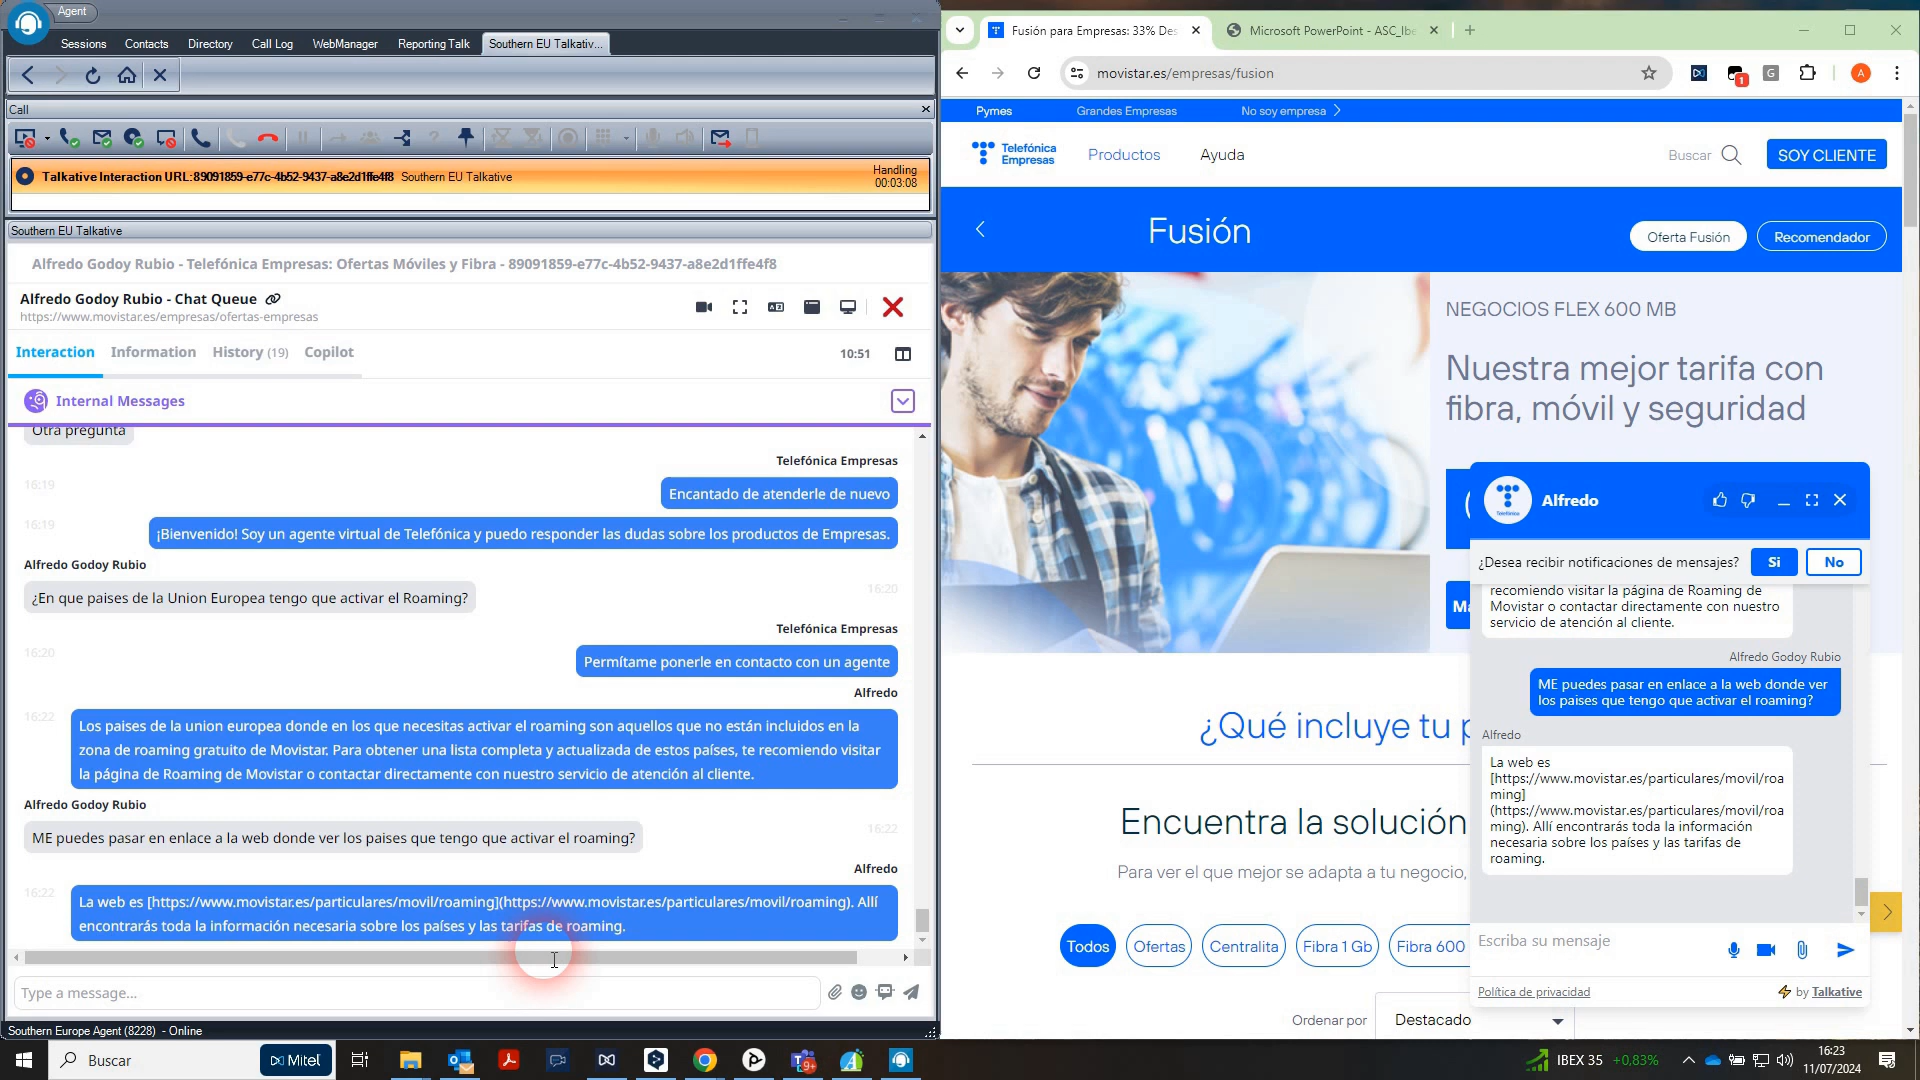 Agent
Sessions
Contacts
Directory
Call Log
WebManager
Reporting Talk
Southern EU Talkativ...
Call
Talkative Interaction URL:89091859-e77c-4b52-9437-a8e2d1ffe4f8 Southern EU Talkative
Handling
00:03:08
Southern EU Talkative
Alfredo Godoy Rubio - Telefónica Empresas: Ofertas Móviles y Fibra - 89091859-e77c-4b52-9437-a8e2d1ffe4f8
Alfredo Godoy Rubio - Chat Queue
https://www.movistar.es/empresas/ofertas-empresas
Interaction
Information
History (19)
Copilot
10:51
Internal Messages
Otra pregunta
Telefónica Empresas
16:19
Encantado de atenderle de nuevo
16:19
¡Bienvenido! Soy un agente virtual de Telefónica y puedo responder las dudas sobre los productos de Empresas.
Alfredo Godoy Rubio
¿En que paises de la Union Europea tengo que activar el Roaming?
16:20
Telefónica Empresas
16:20
Permítame ponerle en contacto con un agente
Alfredo
16:22
Los paises de la union europea donde en los que necesitas activar el roaming son aquellos que no están incluidos en la
zona de roaming gratuito de Movistar. Para obtener una lista completa y actualizada de estos países, te recomiendo visitar
la página de Roaming de Movistar o contactar directamente con nuestro servicio de atención al cliente.
Alfredo Godoy Rubio
ME puedes pasar en enlace a la web donde ver los paises que tengo que activar el roaming?
16:22
Alfredo
16:22
La web es [https://www.movistar.es/particulares/movil/roaming](https://www.movistar.es/particulares/movil/roaming). Allí
encontrarás toda la información necesaria sobre los países y las tarifas de roaming.
Type a message...
Southern Europe Agent (8228) - Online
Fusión para Empresas: 33% Des
Microsoft PowerPoint - ASC_Ibe
movistar.es/empresas/fusion
1
G
A
Pymes
Grandes Empresas
No soy empresa
Telefónica
Empresas
Productos
Ayuda
Buscar
SOY CLIENTE
Fusión
Oferta Fusión
Recomendador
NEGOCIOS FLEX 600 MB
Nuestra mejor tarifa con
fibra, móvil y seguridad
(
Ma
¿Qué incluye tu p
Encuentra la solución
Para ver el que mejor se adapta a tu negocio,
Todos
Ofertas
Centralita
Fibra 1 Gb
Fibra 600
Ordenar por
Destacado
Telefónica
Alfredo
¿Desea recibir notificaciones de mensajes?
Si
No
recomiendo visitar la página de Roaming de
Movistar o contactar directamente con nuestro
servicio de atención al cliente.
Alfredo Godoy Rubio
ME puedes pasar en enlace a la web donde ver
los paises que tengo que activar el roaming?
Alfredo
La web es
[https://www.movistar.es/particulares/movil/roa
ming]
(https://www.movistar.es/particulares/movil/roa
ming). Allí encontrarás toda la información
necesaria sobre los países y las tarifas de
roaming.
Escriba su mensaje
Política de privacidad
by Talkative
Buscar
Mitel
9+
IBEX 35 +0,83%
16:23
11/07/2024